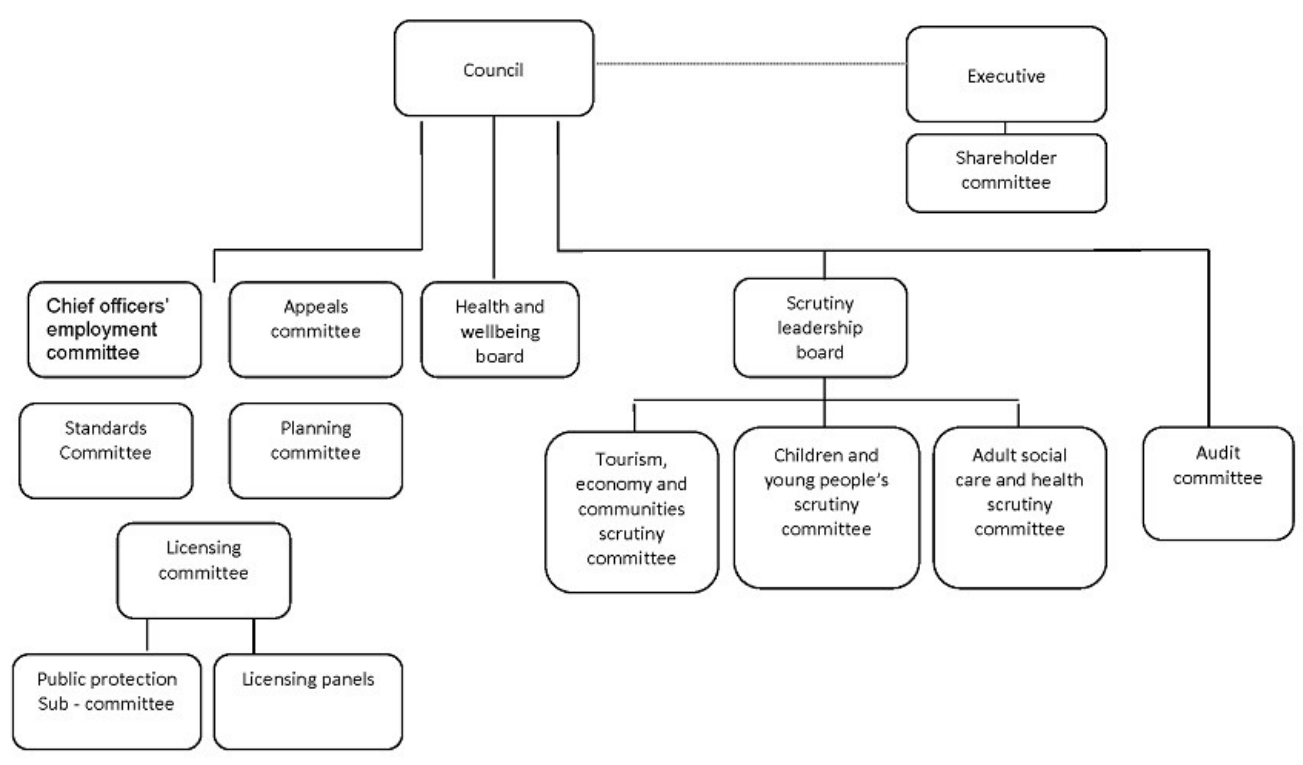 Council
Executive
Shareholder
committee
Chief officers'
employment
committee
Appeals
committee
Health and
wellbeing
board
Scrutiny
leadership
board
Standards
Committee
Planning
committee
Tourism,
economy and
communities
scrutiny
committee
Children and
young people’s
scrutiny
committee
Adult social
care and health
scrutiny
committee
Audit
committee
Licensing
committee
Public protection
Sub - committee
Licensing panels